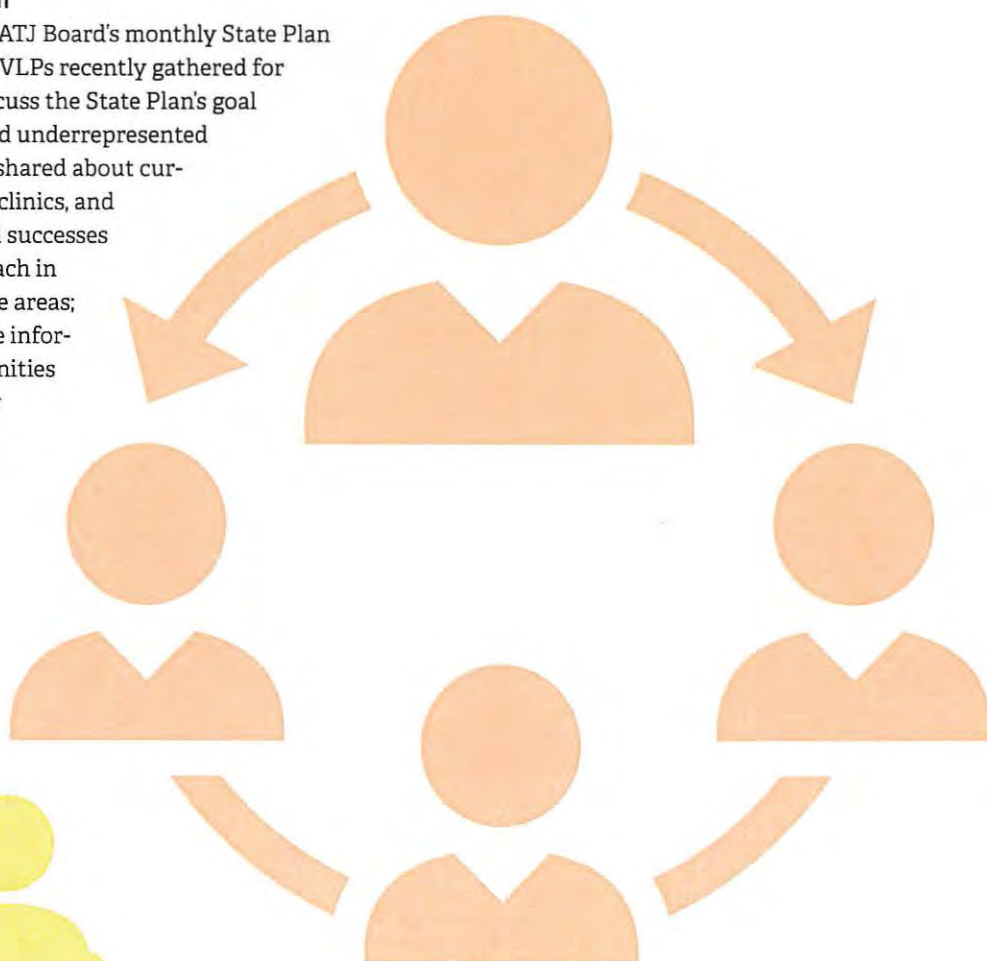 ATJ Board's monthly State Plan
VLPs recently gathered for
cuss the State Plan's goal
d underrepresented
shared about cur-
clinics, and
successes
ach in
e areas;
e infor-
nities